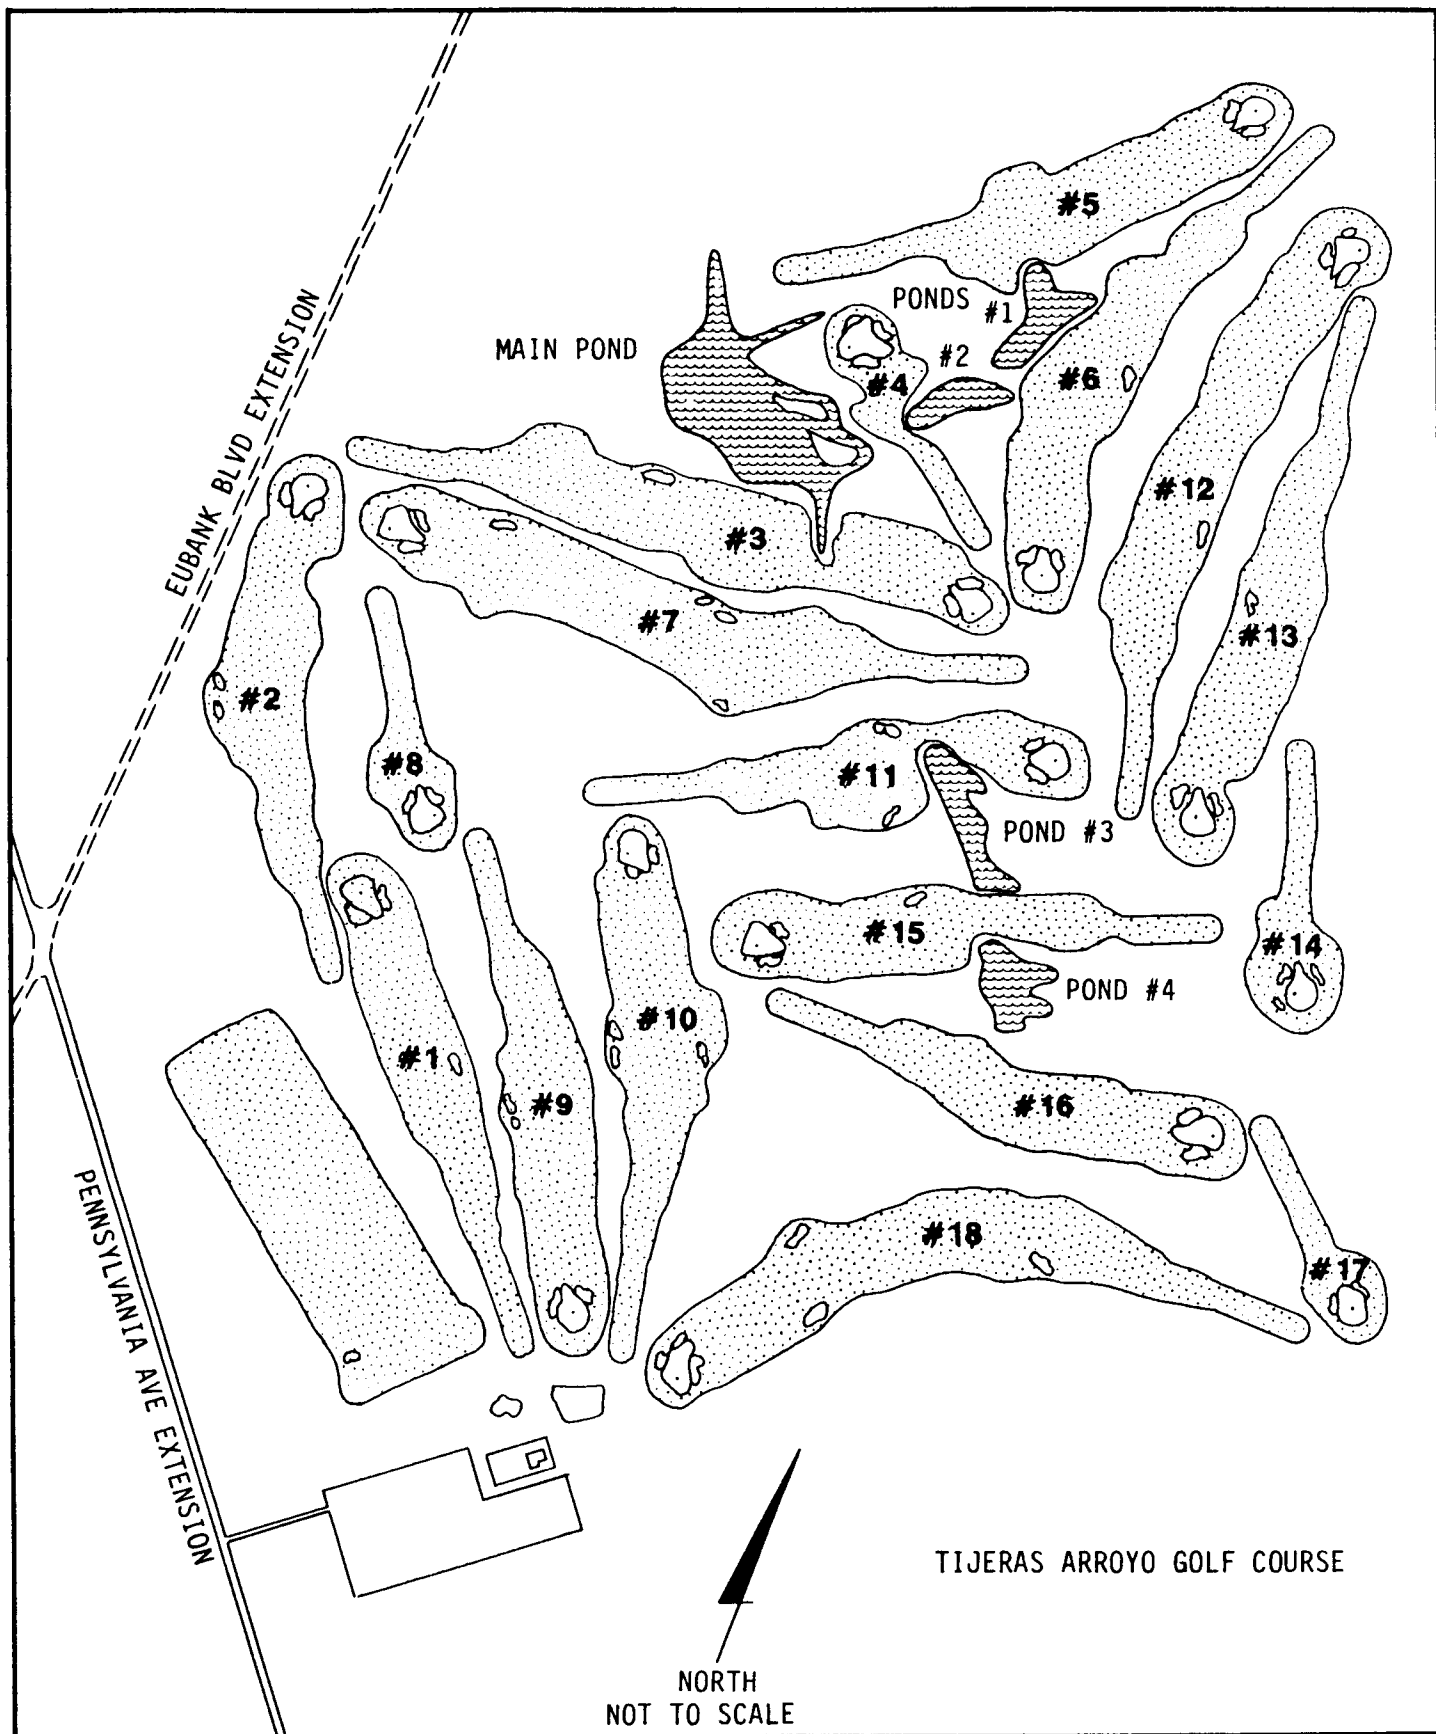 #5
PONDS #1
MAIN POND
#2
#4
#6
EUBANK BLVD EXTENSION
#12
#3
#7
#13
#2
#8
#11
POND #3
#15
#14
POND #4
#10
#1
#9
#16
#18
#17
PENNSYLVANIA AVE EXTENSION
TIJERAS ARROYO GOLF COURSE
NORTH
NOT TO SCALE